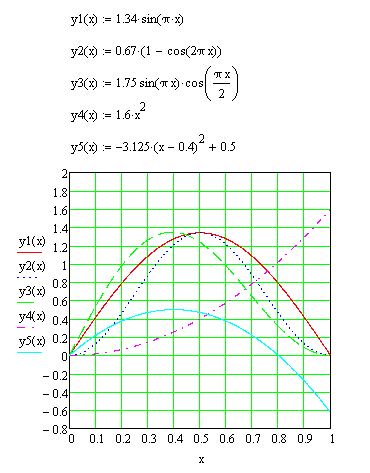 y1(x) := 1.34·sin(π·x)
y2(x) := 0.67·(1 − cos(2πx))
y3(x) := 1.75 sin(πx)·cos(πx/2)
y4(x) := 1.6·x²
y5(x) := −3.125·(x − 0.4)² + 0.5
2
1.8
1.6
1.4
1.2
1
0.8
0.6
0.4
0.2
0
− 0.2
− 0.4
− 0.6
− 0.8
y1(x)
y2(x)
y3(x)
y4(x)
y5(x)
0 0.1 0.2 0.3 0.4 0.5 0.6 0.7 0.8 0.9 1
x